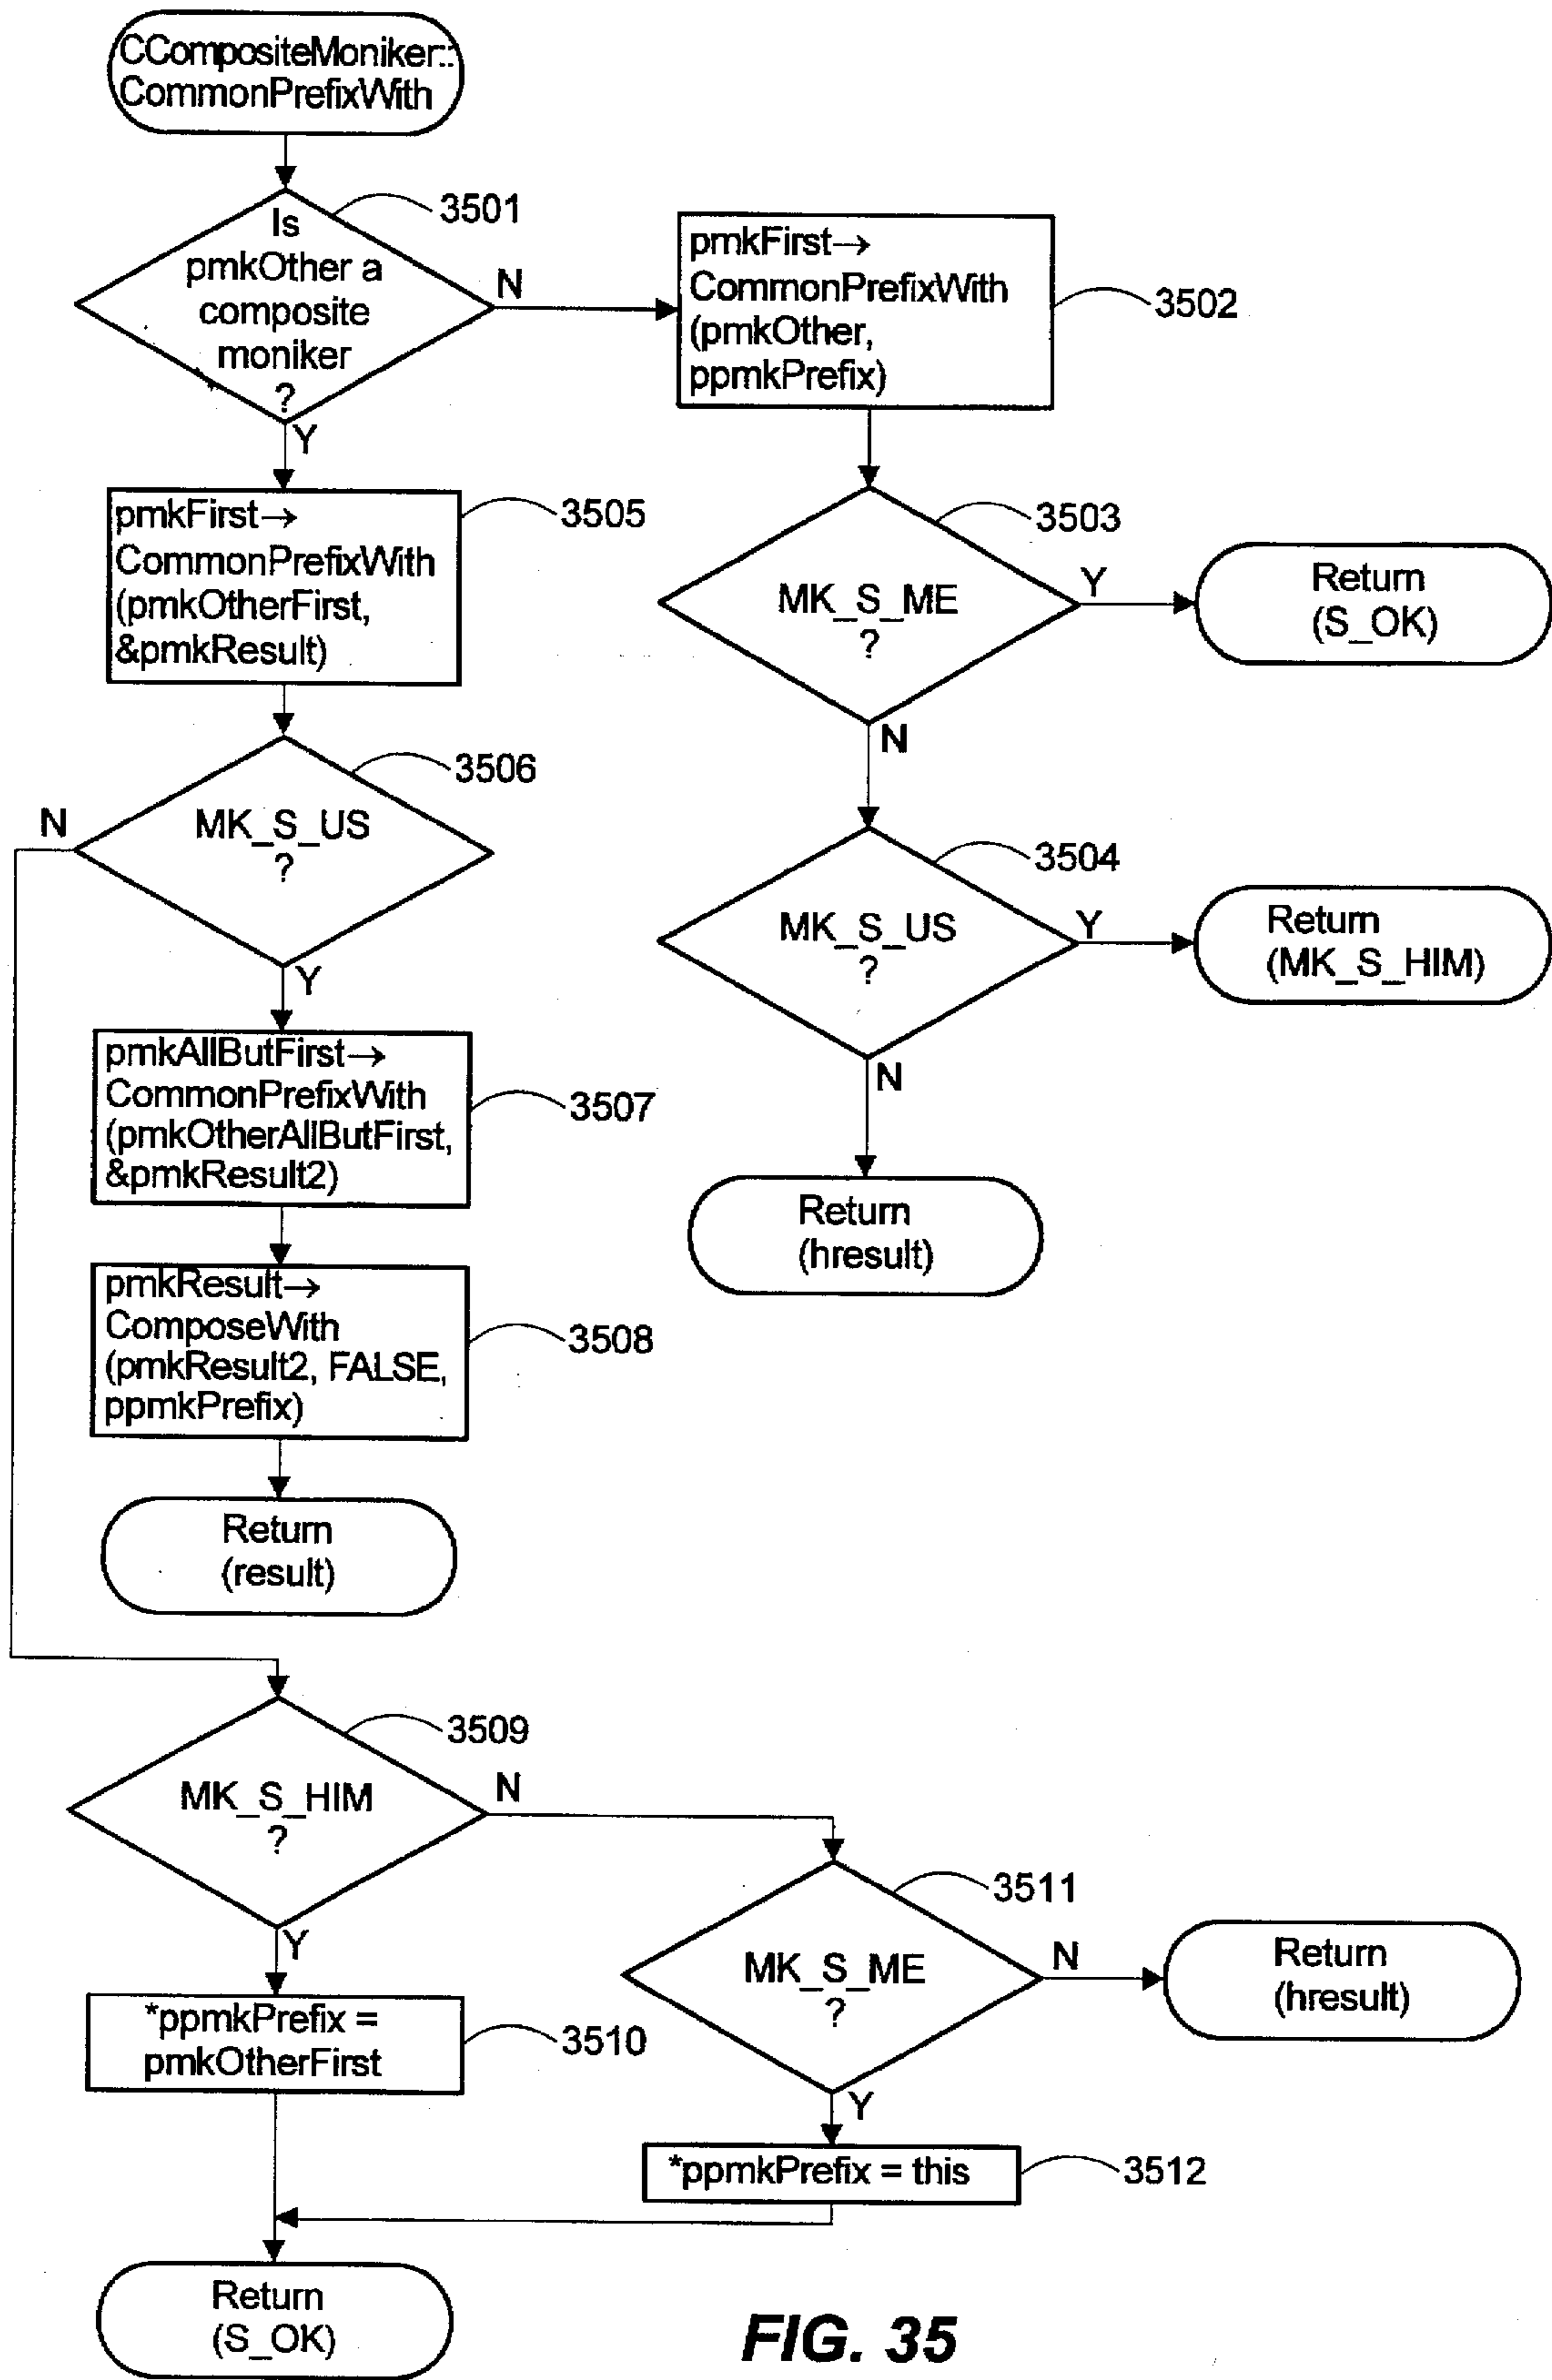 CCompositeMoniker::
CommonPrefixWith
Is
pmkOther a
composite
moniker
?
3501
N
Y
pmkFirst→
CommonPrefixWith
(pmkOther,
ppmkPrefix)
3502
MK_S_ME
?
3503
Y
N
Return
(S_OK)
MK_S_US
?
3504
Y
N
Return
(MK_S_HIM)
Return
(hresult)
pmkFirst→
CommonPrefixWith
(pmkOtherFirst,
&pmkResult)
3505
MK_S_US
?
3506
N
Y
pmkAllButFirst→
CommonPrefixWith
(pmkOtherAllButFirst,
&pmkResult2)
3507
pmkResult→
ComposeWith
(pmkResult2, FALSE,
ppmkPrefix)
3508
Return
(result)
MK_S_HIM
?
3509
N
Y
*ppmkPrefix =
pmkOtherFirst
3510
MK_S_ME
?
3511
N
Y
Return
(hresult)
*ppmkPrefix = this
3512
Return
(S_OK)
FIG. 35